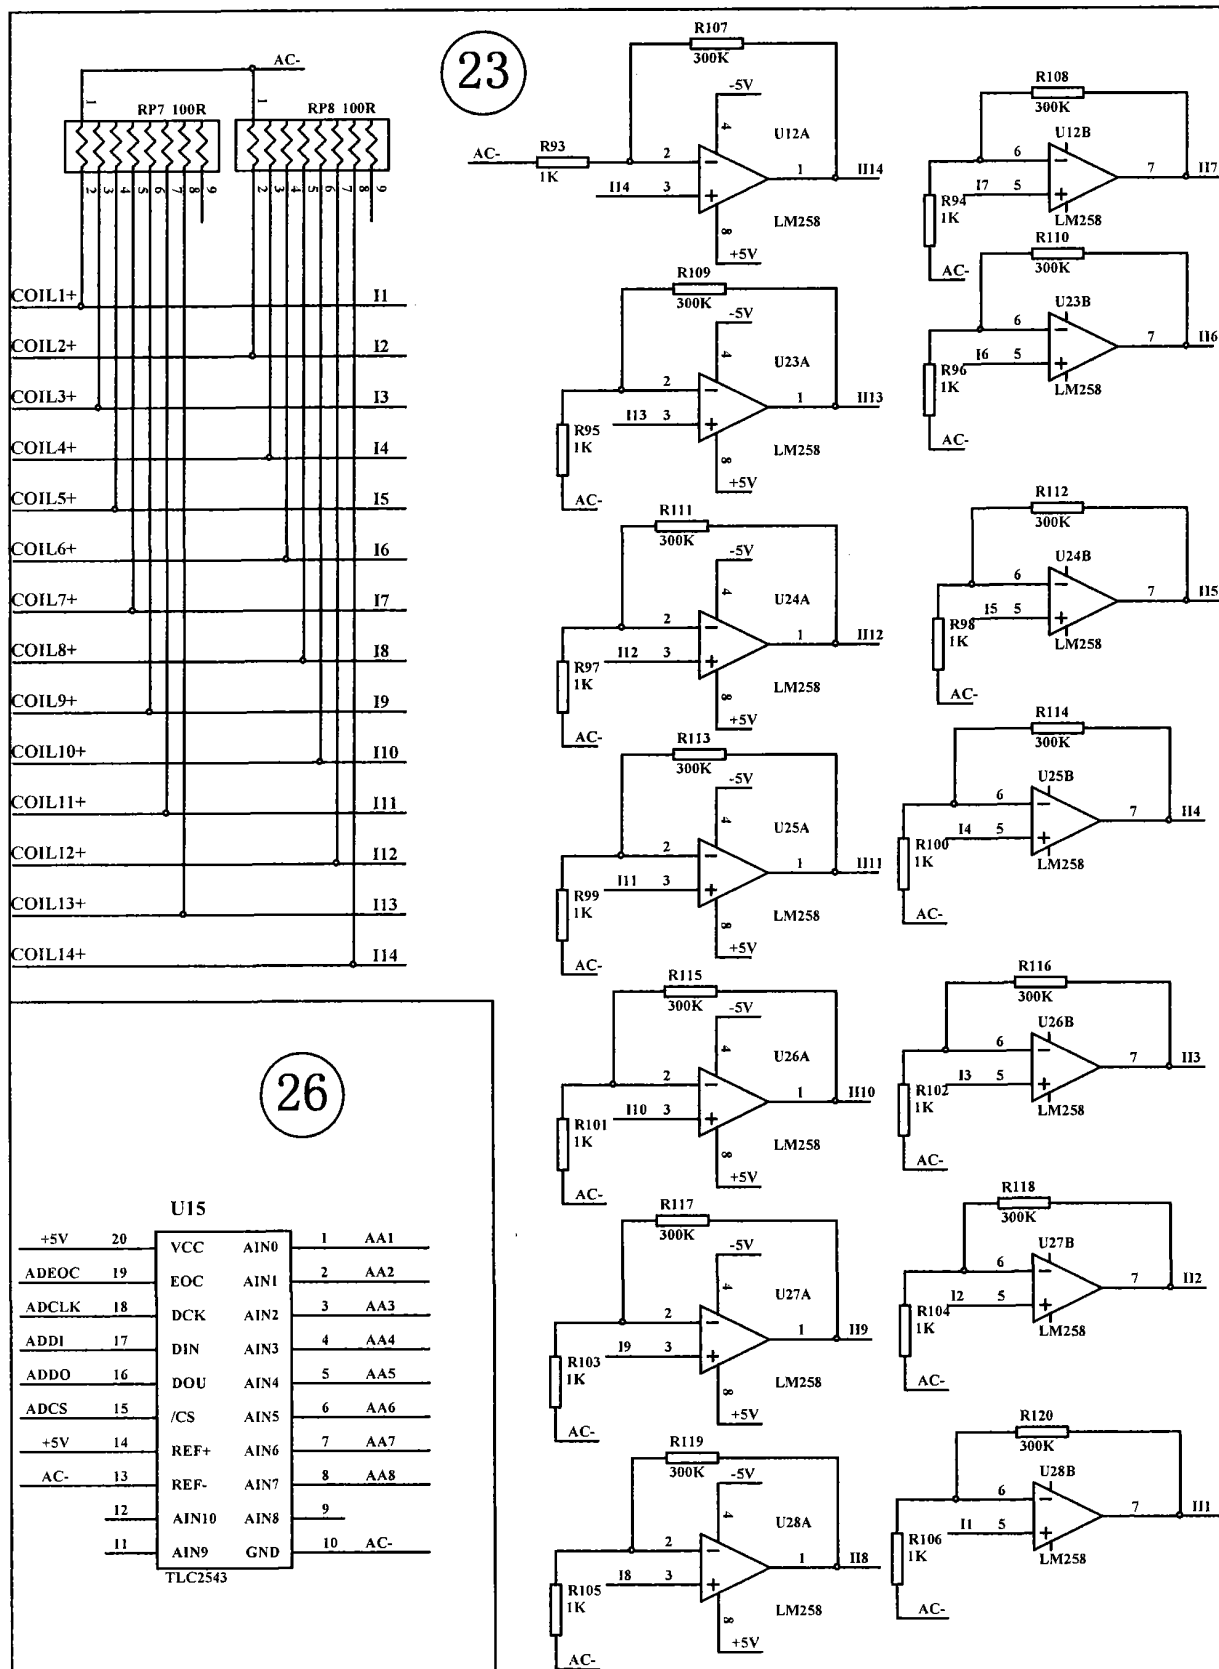 23
AC-
1
1
RP7 100R
RP8 100R
2 3 4 5 6 7 8 9
2 3 4 5 6 7 8 9
COIL1+ I1
COIL2+ I2
COIL3+ I3
COIL4+ I4
COIL5+ I5
COIL6+ I6
COIL7+ I7
COIL8+ I8
COIL9+ I9
COIL10+ I10
COIL11+ I11
COIL12+ I12
COIL13+ I13
COIL14+ I14
R107
300K
-5V
4
U12A
AC- R93
1K
2
I14 3
1 II14
LM258
8
+5V
R108
300K
U12B
6
I7 5
7 II7
R94
1K
LM258
AC-
R109
300K
-5V
4
U23A
2
I13 3
1 II13
R95
1K
LM258
8
+5V
AC-
R110
300K
U23B
6
I6 5
7 II6
R96
1K
LM258
AC-
R111
300K
-5V
4
U24A
2
I12 3
1 II12
R97
1K
LM258
8
+5V
AC-
R112
300K
U24B
6
I5 5
7 II5
R98
1K
LM258
AC-
R113
300K
-5V
4
U25A
2
I11 3
1 II11
R99
1K
LM258
8
+5V
AC-
R114
300K
U25B
6
I4 5
7 II4
R100
1K
LM258
AC-
R115
300K
-5V
4
U26A
2
I10 3
1 II10
R101
1K
LM258
8
+5V
AC-
R116
300K
U26B
6
I3 5
7 II3
R102
1K
LM258
AC-
R117
300K
-5V
4
U27A
2
I9 3
1 II9
R103
1K
LM258
8
+5V
AC-
R118
300K
U27B
6
I2 5
7 II2
R104
1K
LM258
AC-
R119
300K
-5V
4
U28A
2
I8 3
1 II8
R105
1K
LM258
8
+5V
AC-
R120
300K
U28B
6
I1 5
7 II1
R106
1K
LM258
AC-
26
U15
+5V 20 VCC AIN0 1 AA1
ADEOC 19 EOC AIN1 2 AA2
ADCLK 18 DCK AIN2 3 AA3
ADDI 17 DIN AIN3 4 AA4
ADDO 16 DOU AIN4 5 AA5
ADCS 15 /CS AIN5 6 AA6
+5V 14 REF+ AIN6 7 AA7
AC- 13 REF- AIN7 8 AA8
12 AIN10 AIN8 9
11 AIN9 GND 10 AC-
TLC2543